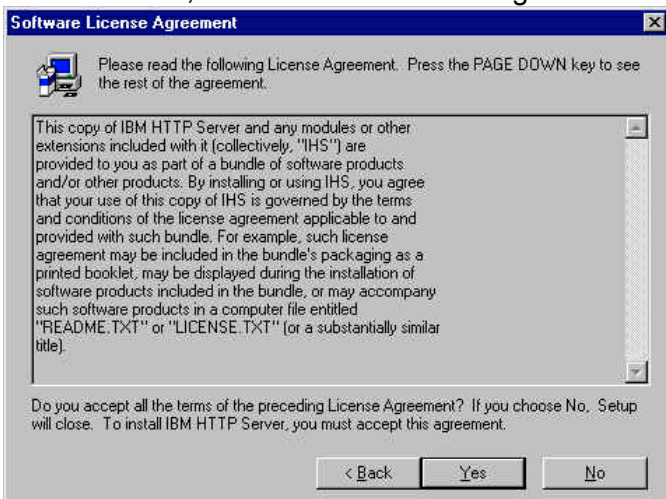 Software License Agreement
Please read the following License Agreement. Press the PAGE DOWN key to see
the rest of the agreement.
This copy of IBM HTTP Server and any modules or other
extensions included with it (collectively, "IHS") are
provided to you as part of a bundle of software products
and/or other products. By installing or using IHS, you agree
that your use of this copy of IHS is governed by the terms
and conditions of the license agreement applicable to and
provided with such bundle. For example, such license
agreement may be included in the bundle's packaging as a
printed booklet, may be displayed during the installation of
software products included in the bundle, or may accompany
such software products in a computer file entitled
"README.TXT" or "LICENSE.TXT" (or a substantially similar
title).
Do you accept all the terms of the preceding License Agreement? If you choose No, Setup
will close. To install IBM HTTP Server, you must accept this agreement.
< Back Yes No